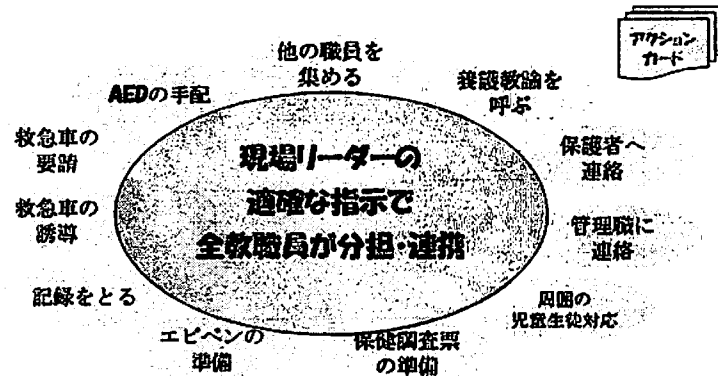 アクション
カード
他の職員を
集める
養護教諭を
呼ぶ
保護者へ
連絡
管理職に
連絡
周囲の
児童生徒対応
保健調査票
の準備
エピペンの
準備
記録をとる
救急車の
誘導
救急車の
要請
AEDの手配
現場リーダーの
適確な指示で
全教職員が分担・連携